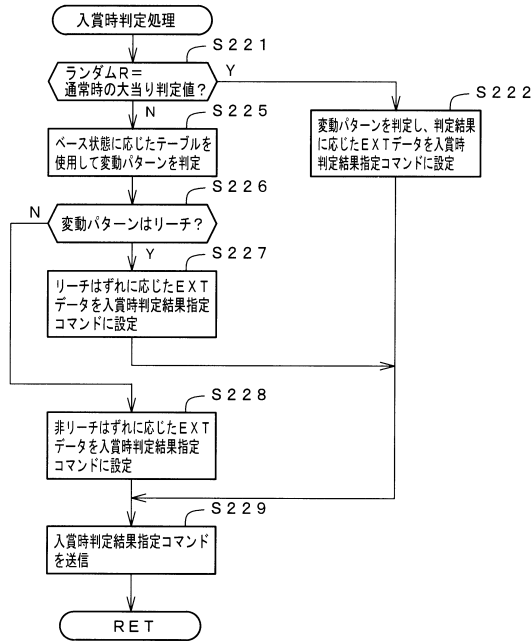 入賞時判定処理
S221
ランダムR＝
通常時の大当り判定値？
Y
N
S222
変動パターンを判定し、判定結果
に応じたEXTデータを入賞時
判定結果指定コマンドに設定
S225
ベース状態に応じたテーブルを
使用して変動パターンを判定
S226
N
変動パターンはリーチ？
Y
S227
リーチはずれに応じたEXT
データを入賞時判定結果指定
コマンドに設定
S228
非リーチはずれに応じたEXT
データを入賞時判定結果指定
コマンドに設定
S229
入賞時判定結果指定コマンド
を送信
RET